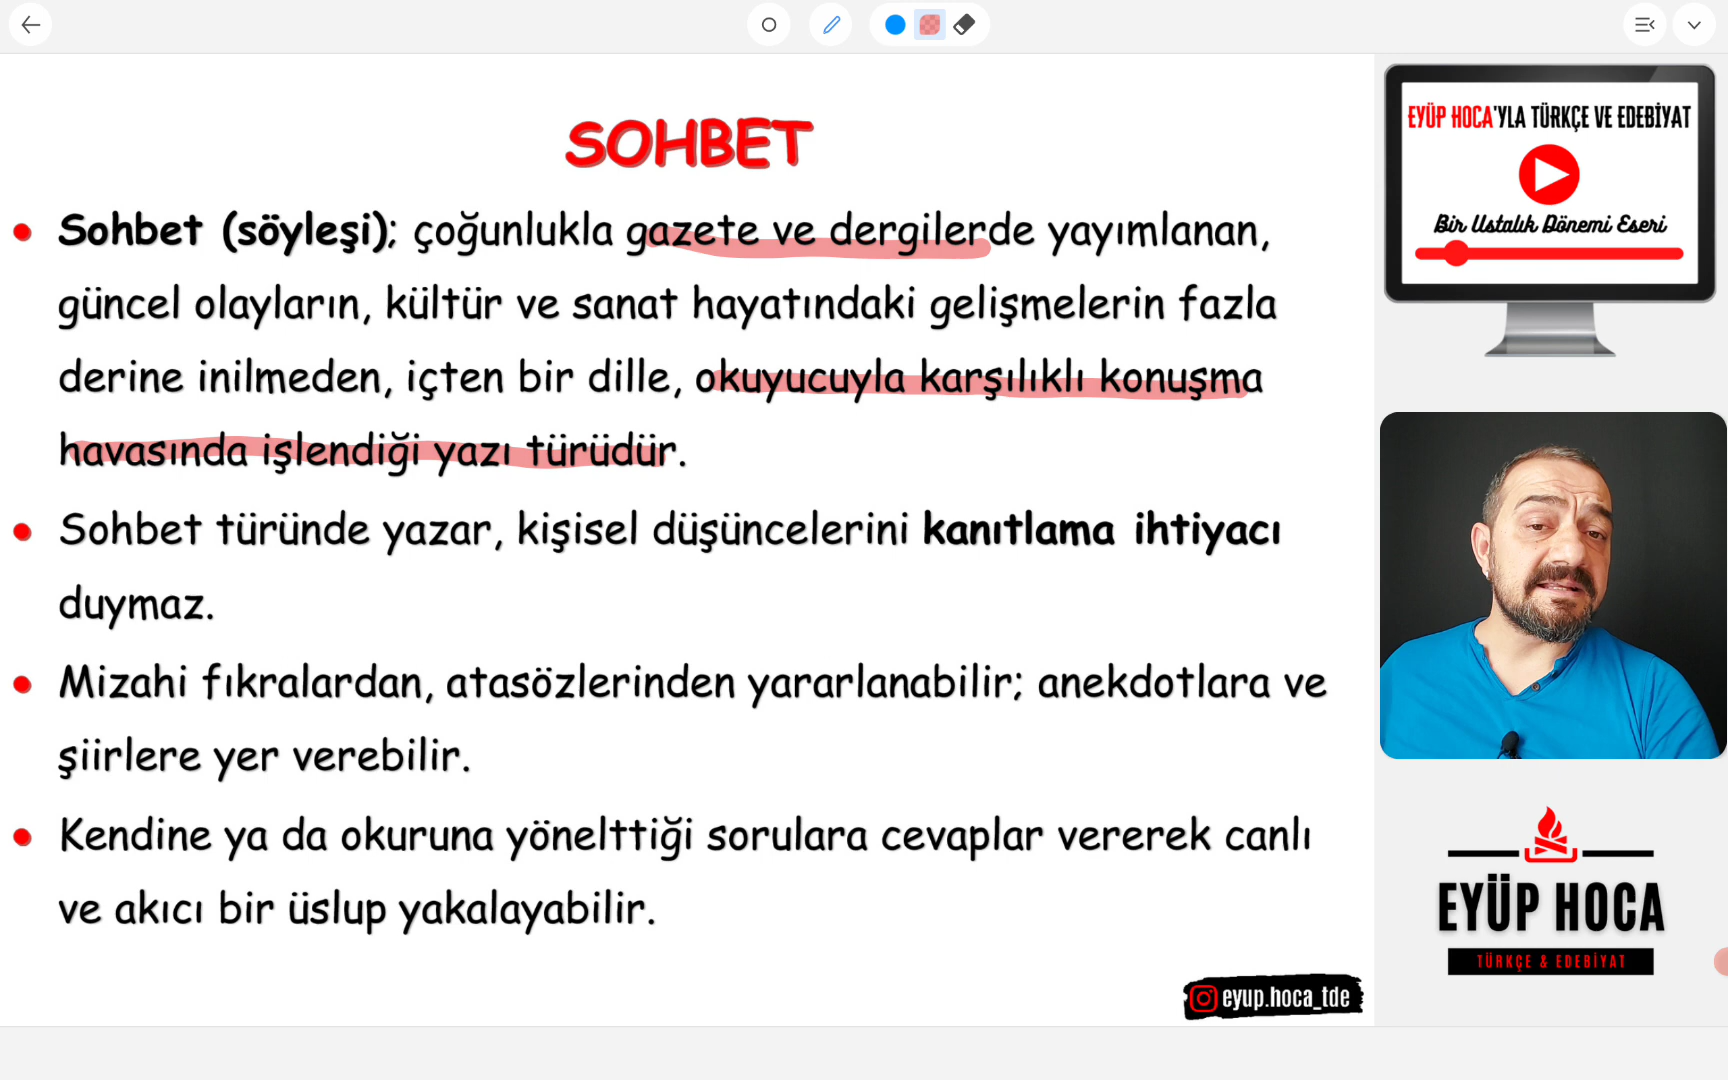 SOHBET
Sohbet (söyleşi); çoğunlukla gazete ve dergilerde yayımlanan,
güncel olayların, kültür ve sanat hayatındaki gelişmelerin fazla
derine inilmeden, içten bir dille, okuyucuyla karşılıklı konuşma
havasında işlendiği yazı türüdür.
Sohbet türünde yazar, kişisel düşüncelerini kanıtlama ihtiyacı
duymaz.
Mizahi fıkralardan, atasözlerinden yararlanabilir; anekdotlara ve
şiirlere yer verebilir.
Kendine ya da okuruna yönelttiği sorulara cevaplar vererek canlı
ve akıcı bir üslup yakalayabilir.
eyup.hoca_tde
EYÜP HOCA'YLA TÜRKÇE VE EDEBİYAT
Bir Ustalık Dönemi Eseri
EYÜP HOCA
TÜRKÇE & EDEBİYAT